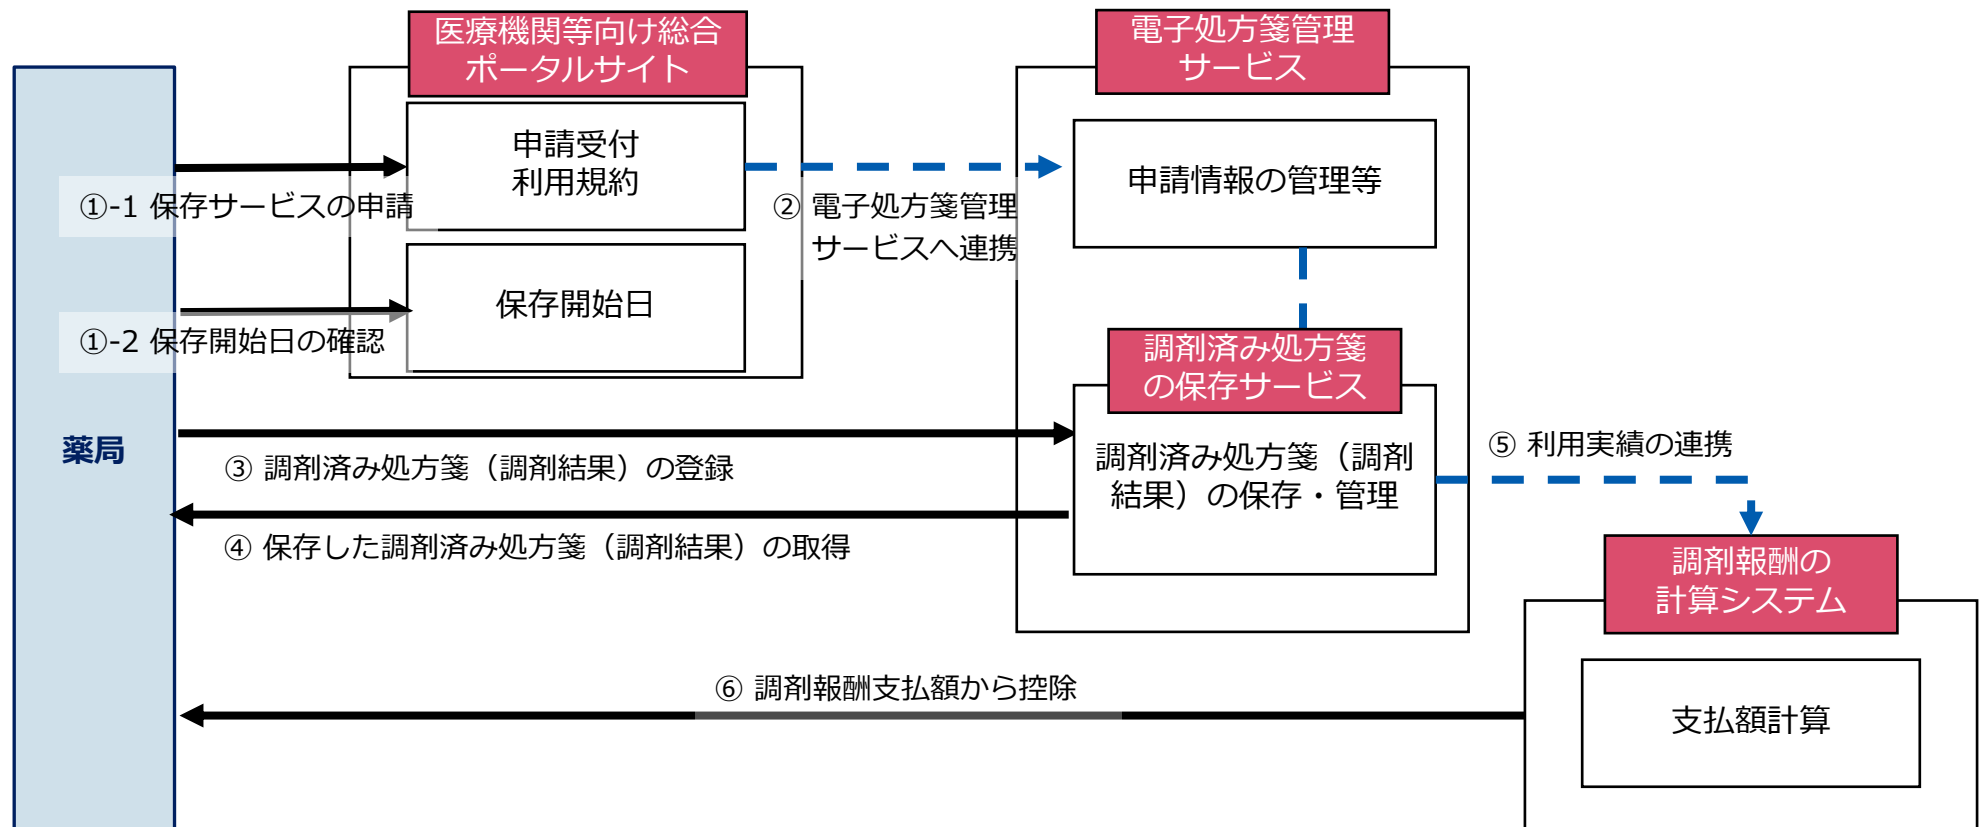 医療機関等向け総合
ポータルサイト
電子処方箋管理
サービス
申請受付
利用規約
申請情報の管理等
①-1 保存サービスの申請
② 電子処方箋管理
サービスへ連携
保存開始日
①-2 保存開始日の確認
調剤済み処方箋
の保存サービス
薬局
③ 調剤済み処方箋（調剤結果）の登録
調剤済み処方箋（調剤
結果）の保存・管理
⑤ 利用実績の連携
④ 保存した調剤済み処方箋（調剤結果）の取得
調剤報酬の
計算システム
⑥ 調剤報酬支払額から控除
支払額計算